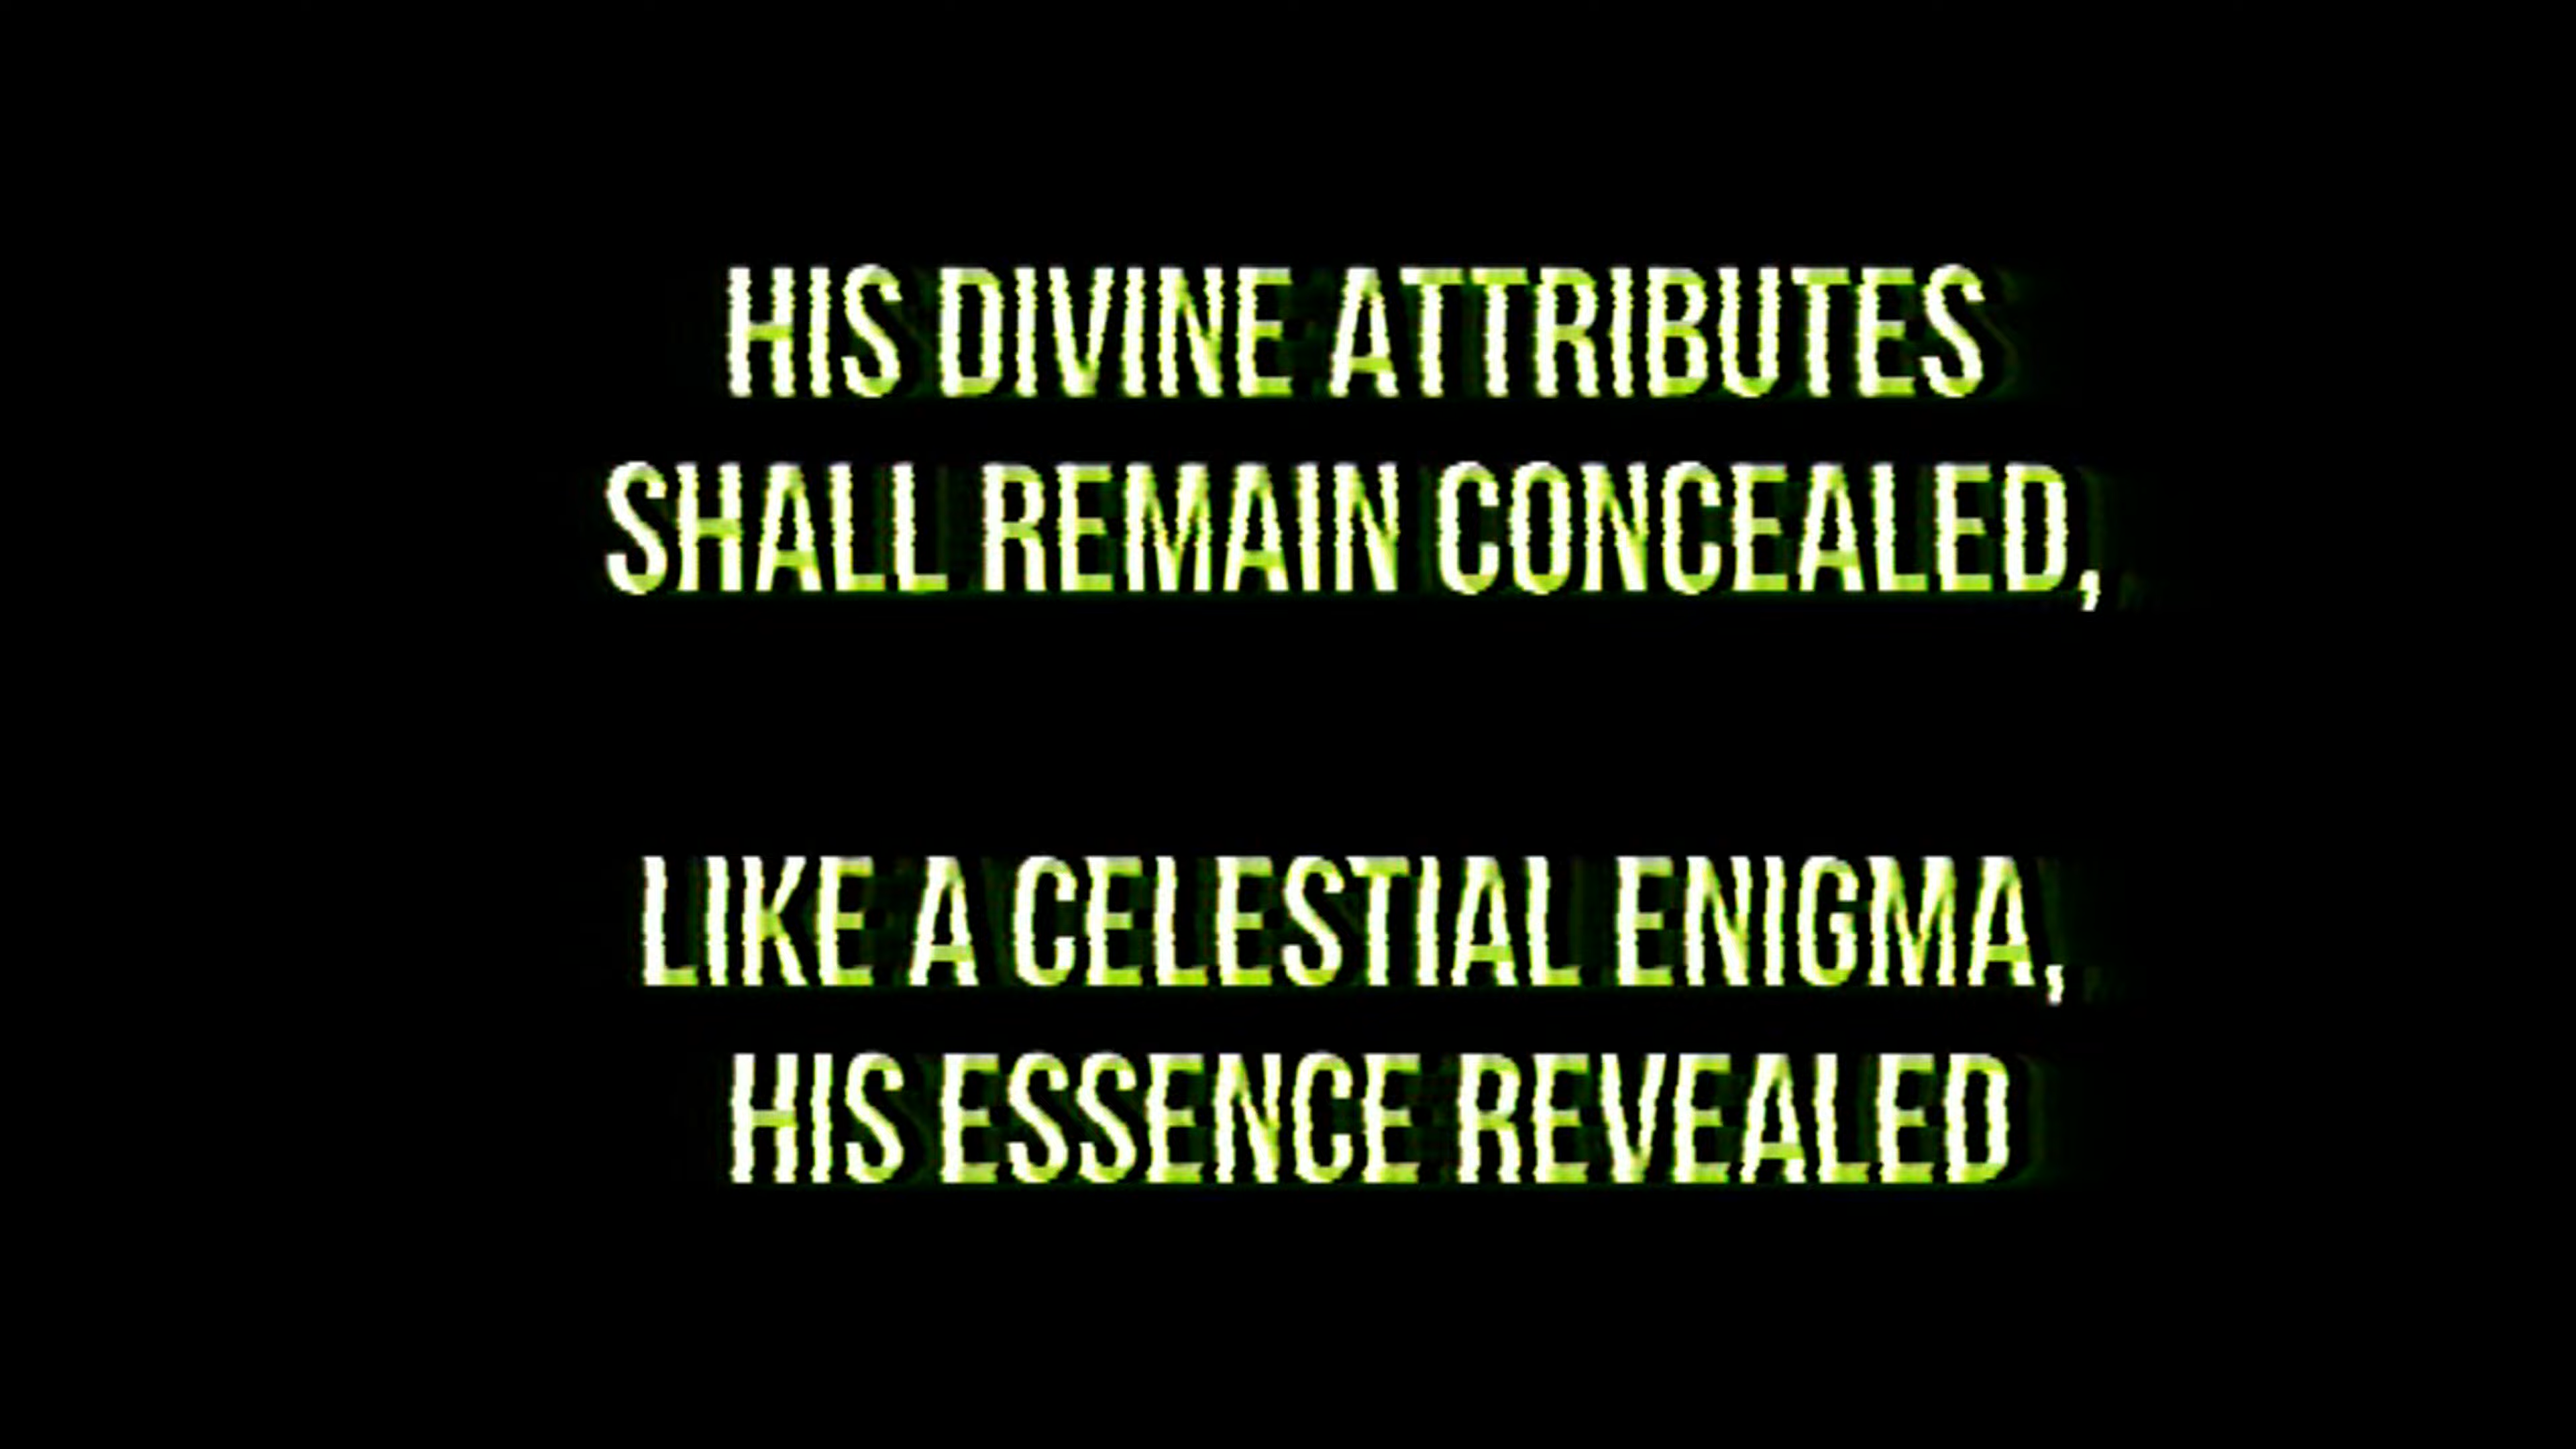 HIS DIVINE ATTRIBUTES
SHALL REMAIN CONCEALED,
LIKE A CELESTIAL ENIGMA,
HIS ESSENCE REVEALED